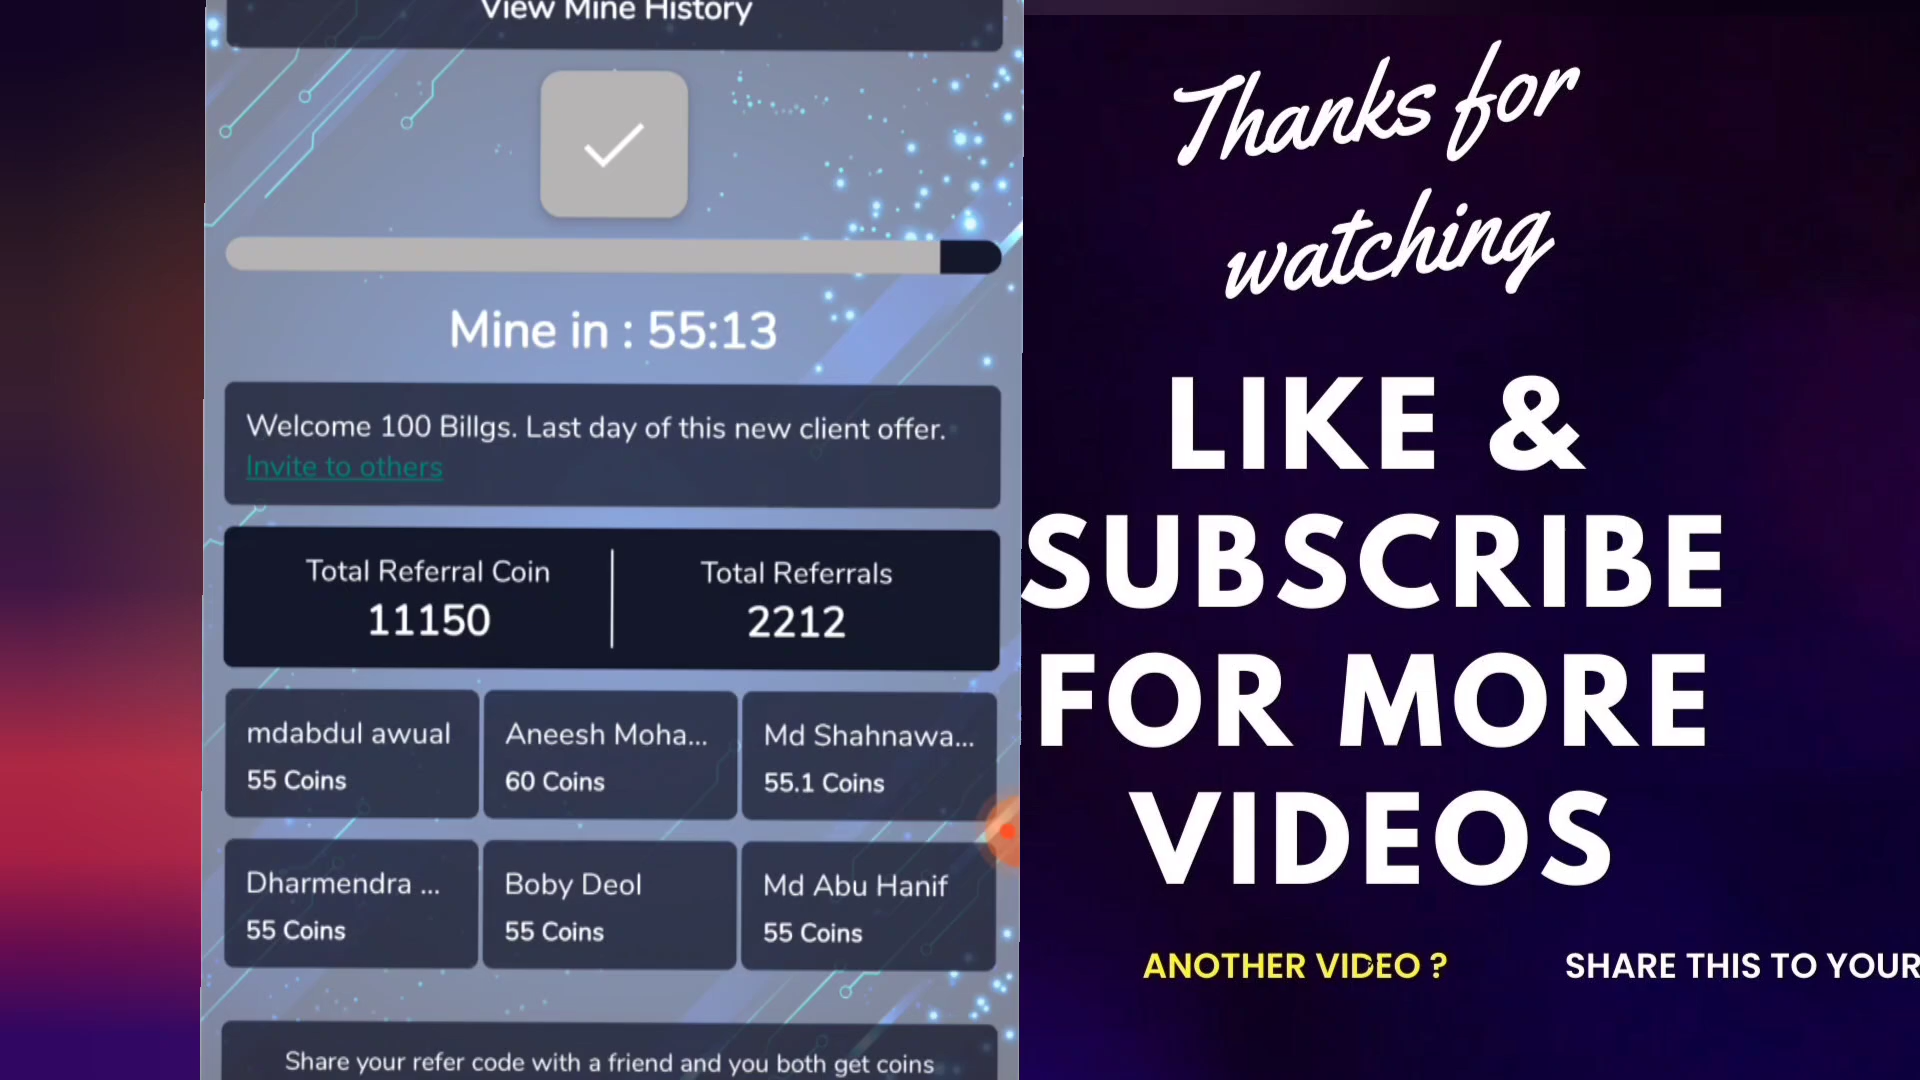 View Mine History
Mine in : 55:13
Welcome 100 Billgs. Last day of this new client offer.
Invite to others
Total Referral Coin
11150
Total Referrals
2212
mdabdul awual
55 Coins
Aneesh Moha...
60 Coins
Md Shahnawa...
55.1 Coins
Dharmendra ...
55 Coins
Boby Deol
55 Coins
Md Abu Hanif
55 Coins
Share your refer code with a friend and you both get coins
Thanks for
watching
LIKE &
SUBSCRIBE
FOR MORE
VIDEOS
ANOTHER VIDEO ?
SHARE THIS TO YOUR